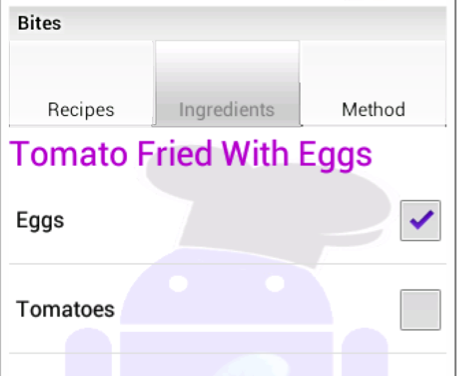 Bites
Recipes Ingredients Method
Tomato Fried With Eggs
Eggs
Tomatoes